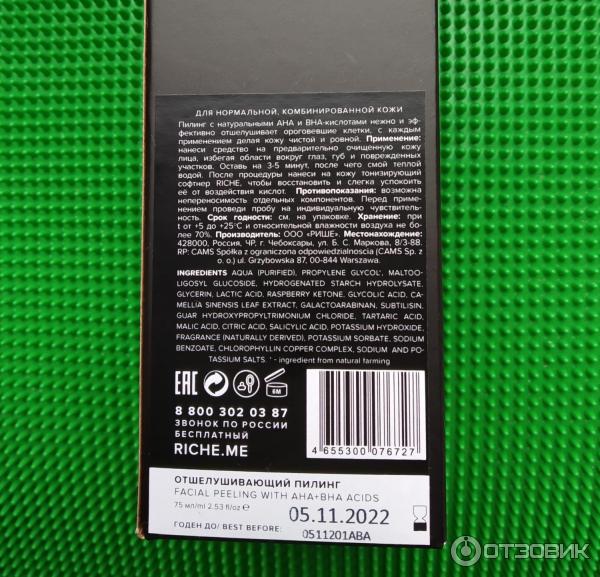 ДЛЯ НОРМАЛЬНОЙ, КОМБИНИРОВАННОЙ КОЖИ
Пилинг с натуральными AHA и BHA-кислотами нежно и эф-
фективно отшелушивает ороговевшие клетки, с каждым
применением делая кожу чистой и ровной. Применение:
нанеси средство на предварительно очищенную кожу
лица, избегая области вокруг глаз, губ и поврежденных
участков. Оставь на 3-5 минут, после чего смой теплой
водой. После процедуры нанеси на кожу тонизирующий
софтнер RICHE, чтобы восстановить и слегка успокоить
её от воздействия кислот. Противопоказания: возможна
непереносимость отдельных компонентов. Перед приме-
нением проведи пробу на индивидуальную чувствитель-
ность. Срок годности: см. на упаковке. Хранение: при
t от +5 до +25°С и относительной влажности воздуха не бо-
лее 70%. Производитель: ООО «РИШЕ». Местонахождение:
428000, Россия, ЧР, г. Чебоксары, ул. Б. С. Маркова, 8/3-88.
RP: CAMS Spółka z ograniczona odpowiedzialnoscia (CAMS Sp. z
o. o.) ul. Grzybowska 87, 00-844 Warszawa.
INGREDIENTS AQUA (PURIFIED), PROPYLENE GLYCOL*, MALTOO-
LIGOSYL GLUCOSIDE, HYDROGENATED STARCH HYDROLYSATE,
GLYCERIN, LACTIC ACID, RASPBERRY KETONE, GLYCOLIC ACID, CA-
MELLIA SINENSIS LEAF EXTRACT, GALACTOARABINAN, SUBTILISIN,
GUAR HYDROXYPROPYLTRIMONIUM CHLORIDE, TARTARIC ACID,
MALIC ACID, CITRIC ACID, SALICYLIC ACID, POTASSIUM HYDROXIDE,
FRAGRANCE (NATURALLY DERIVED), POTASSIUM SORBATE, SODIUM
BENZOATE, CHLOROPHYLLIN COPPER COMPLEX, SODIUM AND PO-
TASSIUM SALTS. * - ingredient from natural farming
EAC 6M
8 800 302 03 87
ЗВОНОК ПО РОССИИ
БЕСПЛАТНЫЙ
RICHE.ME
4 655300 076727
ОТШЕЛУШИВАЮЩИЙ ПИЛИНГ
FACIAL PEELING WITH AHA+BHA ACIDS
75 мл/ml 2.53 fl/oz ℮
05.11.2022
ГОДЕН ДО/ BEST BEFORE:
0511201ABA
ОТЗОВИК